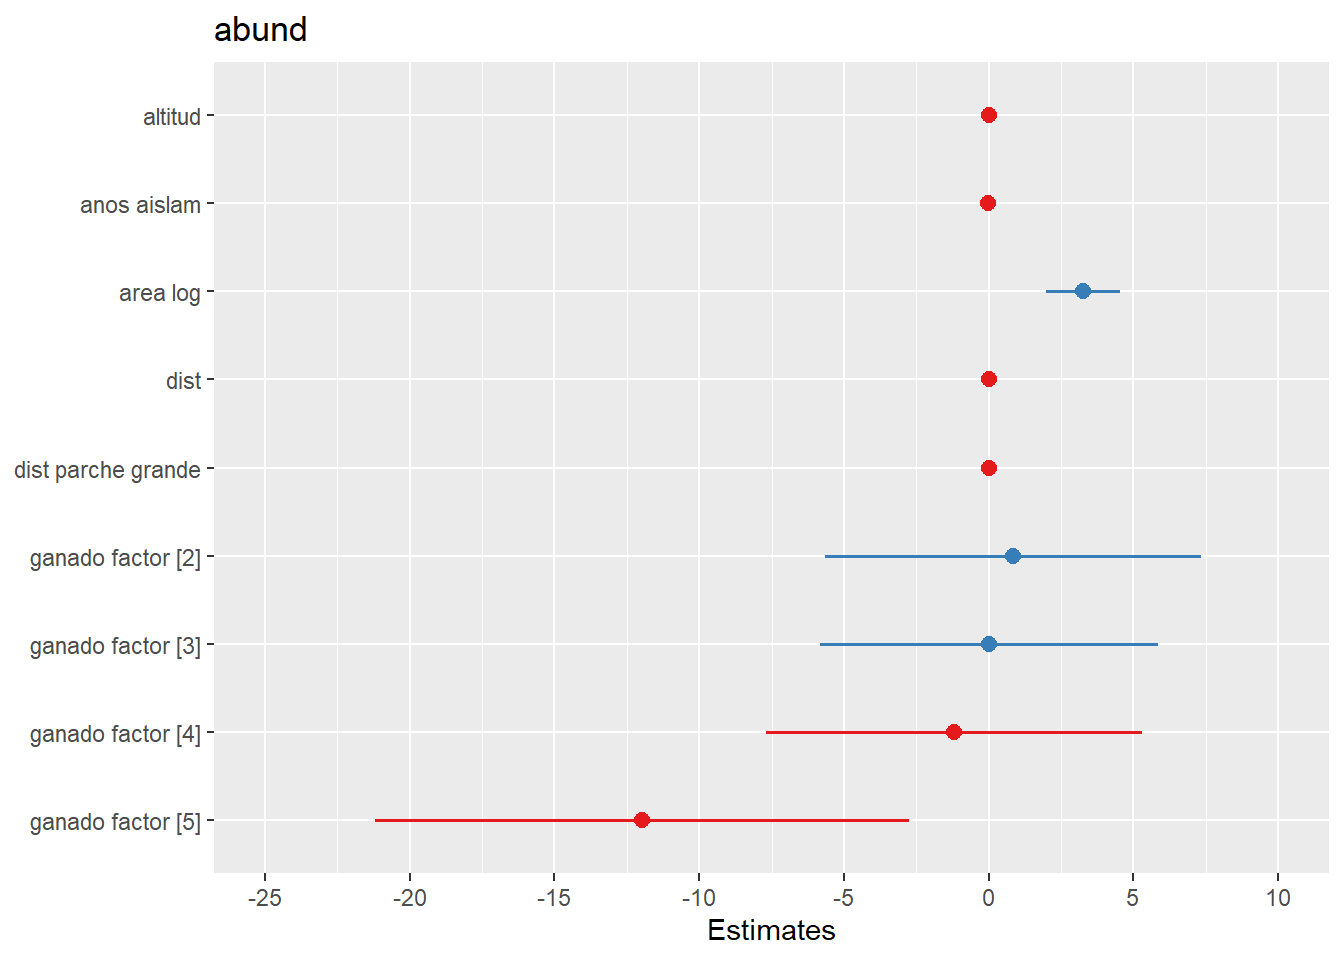 abund
altitud
anos aislam
area log
dist
dist parche grande
ganado factor [2]
ganado factor [3]
ganado factor [4]
ganado factor [5]
-25 -20 -15 -10 -5 0 5 10
Estimates